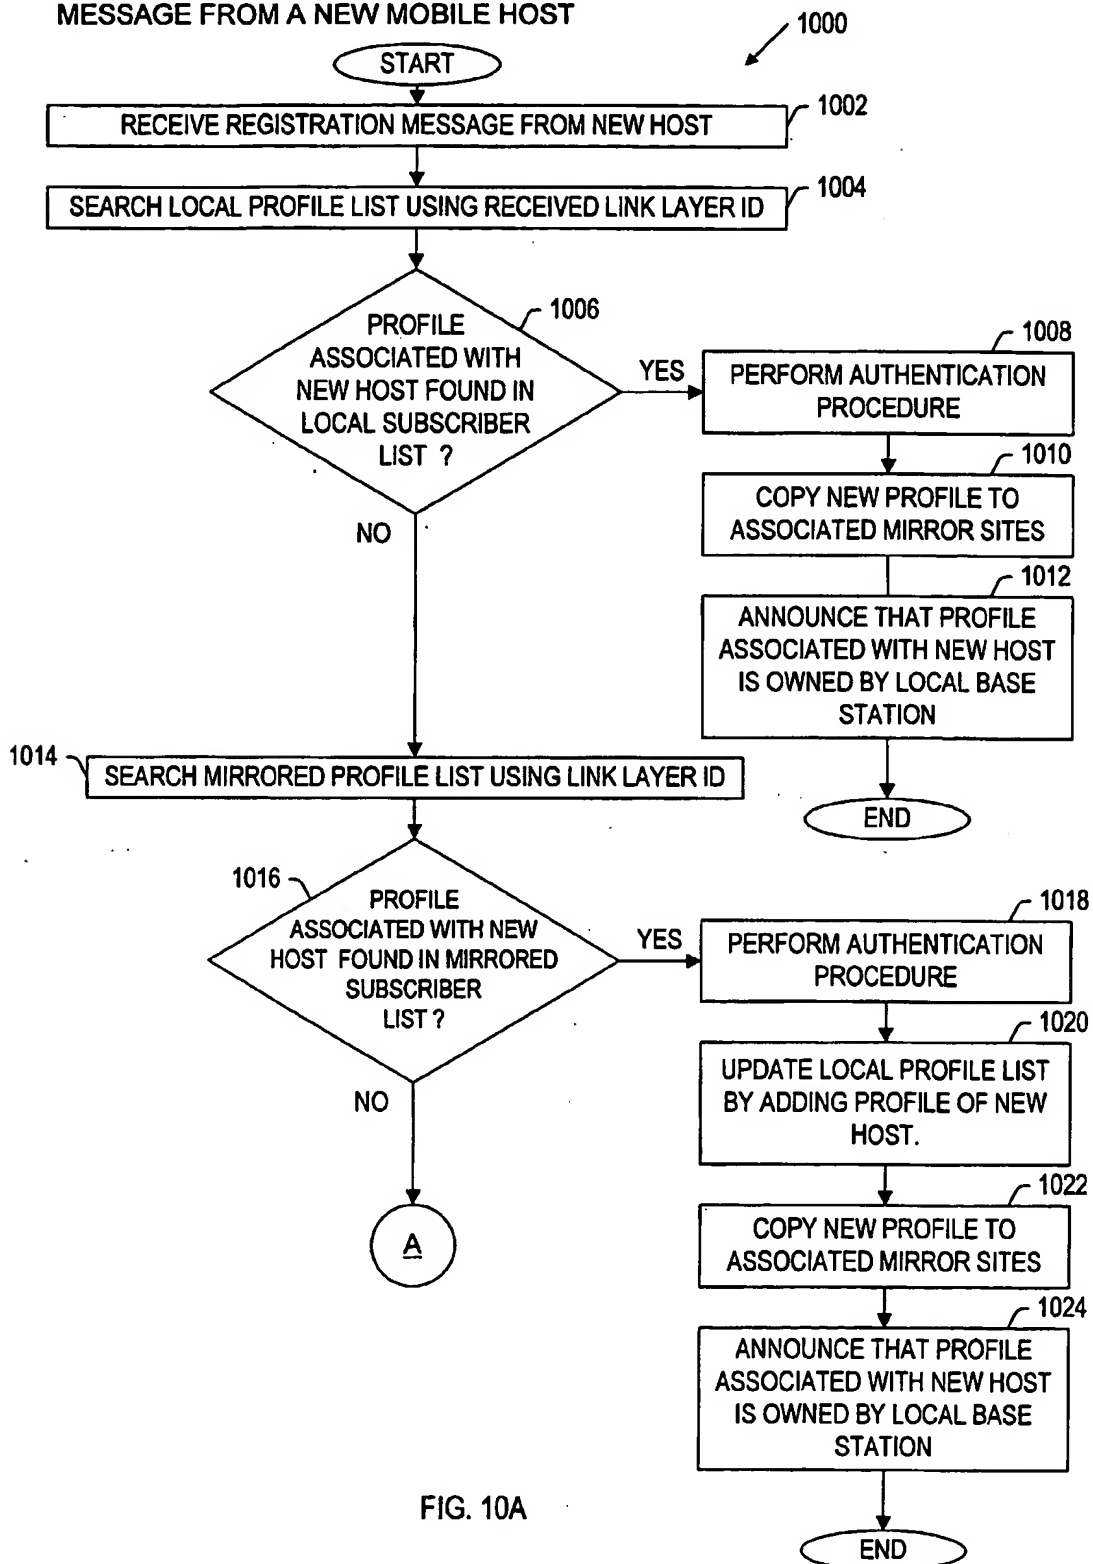 MESSAGE FROM A NEW MOBILE HOST
1000
START
1002
RECEIVE REGISTRATION MESSAGE FROM NEW HOST
1004
SEARCH LOCAL PROFILE LIST USING RECEIVED LINK LAYER ID
1006
PROFILE
ASSOCIATED WITH
NEW HOST FOUND IN
LOCAL SUBSCRIBER
LIST ?
YES
NO
1008
PERFORM AUTHENTICATION
PROCEDURE
1010
COPY NEW PROFILE TO
ASSOCIATED MIRROR SITES
1012
ANNOUNCE THAT PROFILE
ASSOCIATED WITH NEW HOST
IS OWNED BY LOCAL BASE
STATION
END
1014
SEARCH MIRRORED PROFILE LIST USING LINK LAYER ID
1016
PROFILE
ASSOCIATED WITH NEW
HOST FOUND IN MIRRORED
SUBSCRIBER
LIST ?
YES
NO
A
1018
PERFORM AUTHENTICATION
PROCEDURE
1020
UPDATE LOCAL PROFILE LIST
BY ADDING PROFILE OF NEW
HOST.
1022
COPY NEW PROFILE TO
ASSOCIATED MIRROR SITES
1024
ANNOUNCE THAT PROFILE
ASSOCIATED WITH NEW HOST
IS OWNED BY LOCAL BASE
STATION
END
FIG. 10A